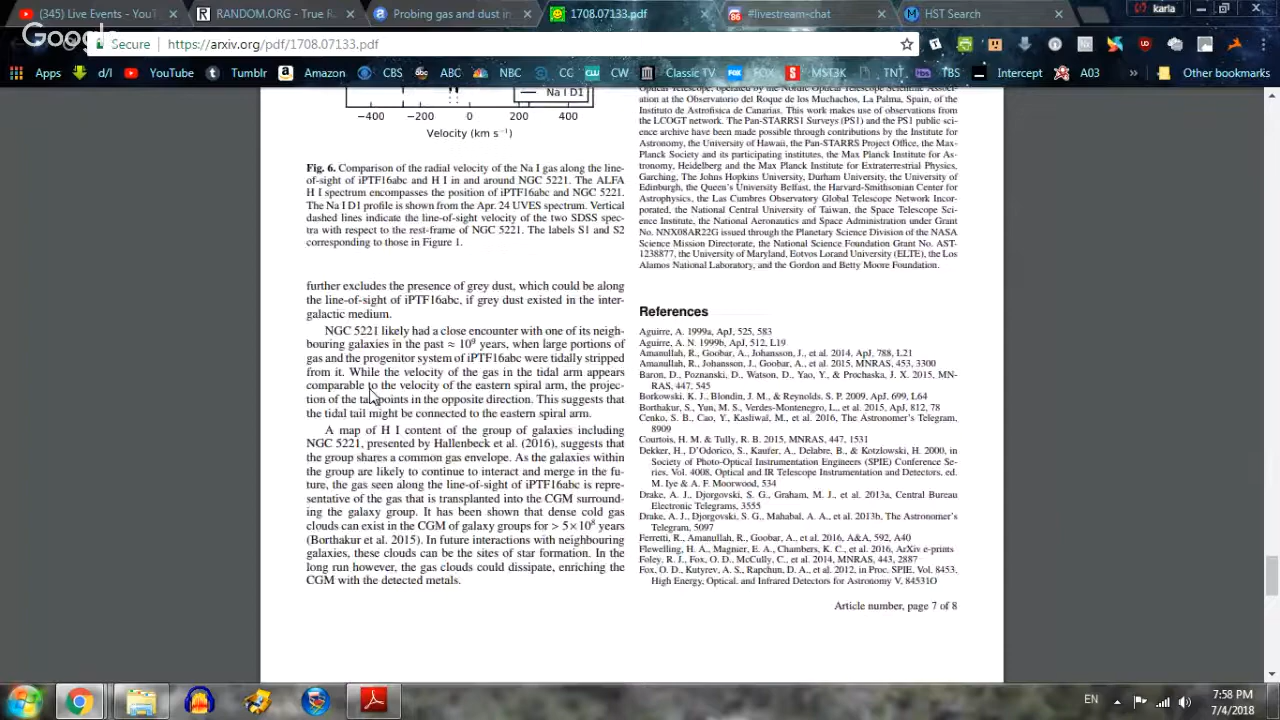 (345) Live Events - You
RANDOM.ORG - True R
Probing gas and dust in
1708.07133.pdf
#livestream-chat
HST Search
karla
Google
Secure
https://arxiv.org/pdf/1708.07133.pdf
Apps
d/l
YouTube
Tumblr
Amazon
CBS
ABC
NBC
CC
CW
Classic TV
FOX
MST3K
TNT
TBS
Intercept
A03
»
Other bookmarks
Na I D1
−400 −200 0 200 400
Velocity (km s⁻¹)
Fig. 6. Comparison of the radial velocity of the Na I gas along the line-
of-sight of iPTF16abc and H I in and around NGC 5221. The ALFA
H I spectrum encompasses the position of iPTF16abc and NGC 5221.
The Na I D1 profile is shown from the Apr. 24 UVES spectrum. Vertical
dashed lines indicate the line-of-sight velocity of the two SDSS spec-
tra with respect to the rest-frame of NGC 5221. The labels S1 and S2
corresponding to those in Figure 1.
further excludes the presence of grey dust, which could be along
the line-of-sight of iPTF16abc, if grey dust existed in the inter-
galactic medium.
NGC 5221 likely had a close encounter with one of its neigh-
bouring galaxies in the past ≈ 10⁹ years, when large portions of
gas and the progenitor system of iPTF16abc were tidally stripped
from it. While the velocity of the gas in the tidal arm appears
comparable to the velocity of the eastern spiral arm, the projec-
tion of the tail points in the opposite direction. This suggests that
the tidal tail might be connected to the eastern spiral arm.
A map of H I content of the group of galaxies including
NGC 5221, presented by Hallenbeck et al. (2016), suggests that
the group shares a common gas envelope. As the galaxies within
the group are likely to continue to interact and merge in the fu-
ture, the gas seen along the line-of-sight of iPTF16abc is repre-
sentative of the gas that is transplanted into the CGM surround-
ing the galaxy group. It has been shown that dense cold gas
clouds can exist in the CGM of galaxy groups for > 5×10⁸ years
(Borthakur et al. 2015). In future interactions with neighbouring
galaxies, these clouds can be the sites of star formation. In the
long run however, the gas clouds could dissipate, enriching the
CGM with the detected metals.
Optical Telescope, operated by the Nordic Optical Telescope Scientific Associ-
ation at the Observatorio del Roque de los Muchachos, La Palma, Spain, of the
Instituto de Astrofisica de Canarias. This work makes use of observations from
the LCOGT network. The Pan-STARRS1 Surveys (PS1) and the PS1 public sci-
ence archive have been made possible through contributions by the Institute for
Astronomy, the University of Hawaii, the Pan-STARRS Project Office, the Max-
Planck Society and its participating institutes, the Max Planck Institute for As-
tronomy, Heidelberg and the Max Planck Institute for Extraterrestrial Physics,
Garching, The Johns Hopkins University, Durham University, the University of
Edinburgh, the Queen's University Belfast, the Harvard-Smithsonian Center for
Astrophysics, the Las Cumbres Observatory Global Telescope Network Incor-
porated, the National Central University of Taiwan, the Space Telescope Sci-
ence Institute, the National Aeronautics and Space Administration under Grant
No. NNX08AR22G issued through the Planetary Science Division of the NASA
Science Mission Directorate, the National Science Foundation Grant No. AST-
1238877, the University of Maryland, Eotvos Lorand University (ELTE), the Los
Alamos National Laboratory, and the Gordon and Betty Moore Foundation.
References
Aguirre, A. 1999a, ApJ, 525, 583
Aguirre, A. N. 1999b, ApJ, 512, L19
Amanullah, R., Goobar, A., Johansson, J., et al. 2014, ApJ, 788, L21
Amanullah, R., Johansson, J., Goobar, A., et al. 2015, MNRAS, 453, 3300
Baron, D., Poznanski, D., Watson, D., Yao, Y., & Prochaska, J. X. 2015, MN-
RAS, 447, 545
Borkowski, K. J., Blondin, J. M., & Reynolds, S. P. 2009, ApJ, 699, L64
Borthakur, S., Yun, M. S., Verdes-Montenegro, L., et al. 2015, ApJ, 812, 78
Cenko, S. B., Cao, Y., Kasliwal, M., et al. 2016, The Astronomer's Telegram,
8909
Courtois, H. M. & Tully, R. B. 2015, MNRAS, 447, 1531
Dekker, H., D'Odorico, S., Kaufer, A., Delabre, B., & Kotzlowski, H. 2000, in
Society of Photo-Optical Instrumentation Engineers (SPIE) Conference Se-
ries, Vol. 4008, Optical and IR Telescope Instrumentation and Detectors, ed.
M. Iye & A. F. Moorwood, 534
Drake, A. J., Djorgovski, S. G., Graham, M. J., et al. 2013a, Central Bureau
Electronic Telegrams, 3555
Drake, A. J., Djorgovski, S. G., Mahabal, A. A., et al. 2013b, The Astronomer's
Telegram, 5097
Ferretti, R., Amanullah, R., Goobar, A., et al. 2016, A&A, 592, A40
Flewelling, H. A., Magnier, E. A., Chambers, K. C., et al. 2016, ArXiv e-prints
Foley, R. J., Fox, O. D., McCully, C., et al. 2014, MNRAS, 443, 2887
Fox, O. D., Kutyrev, A. S., Rapchun, D. A., et al. 2012, in Proc. SPIE, Vol. 8453,
High Energy, Optical, and Infrared Detectors for Astronomy V, 84531O
Article number, page 7 of 8
EN
7:58 PM
7/4/2018